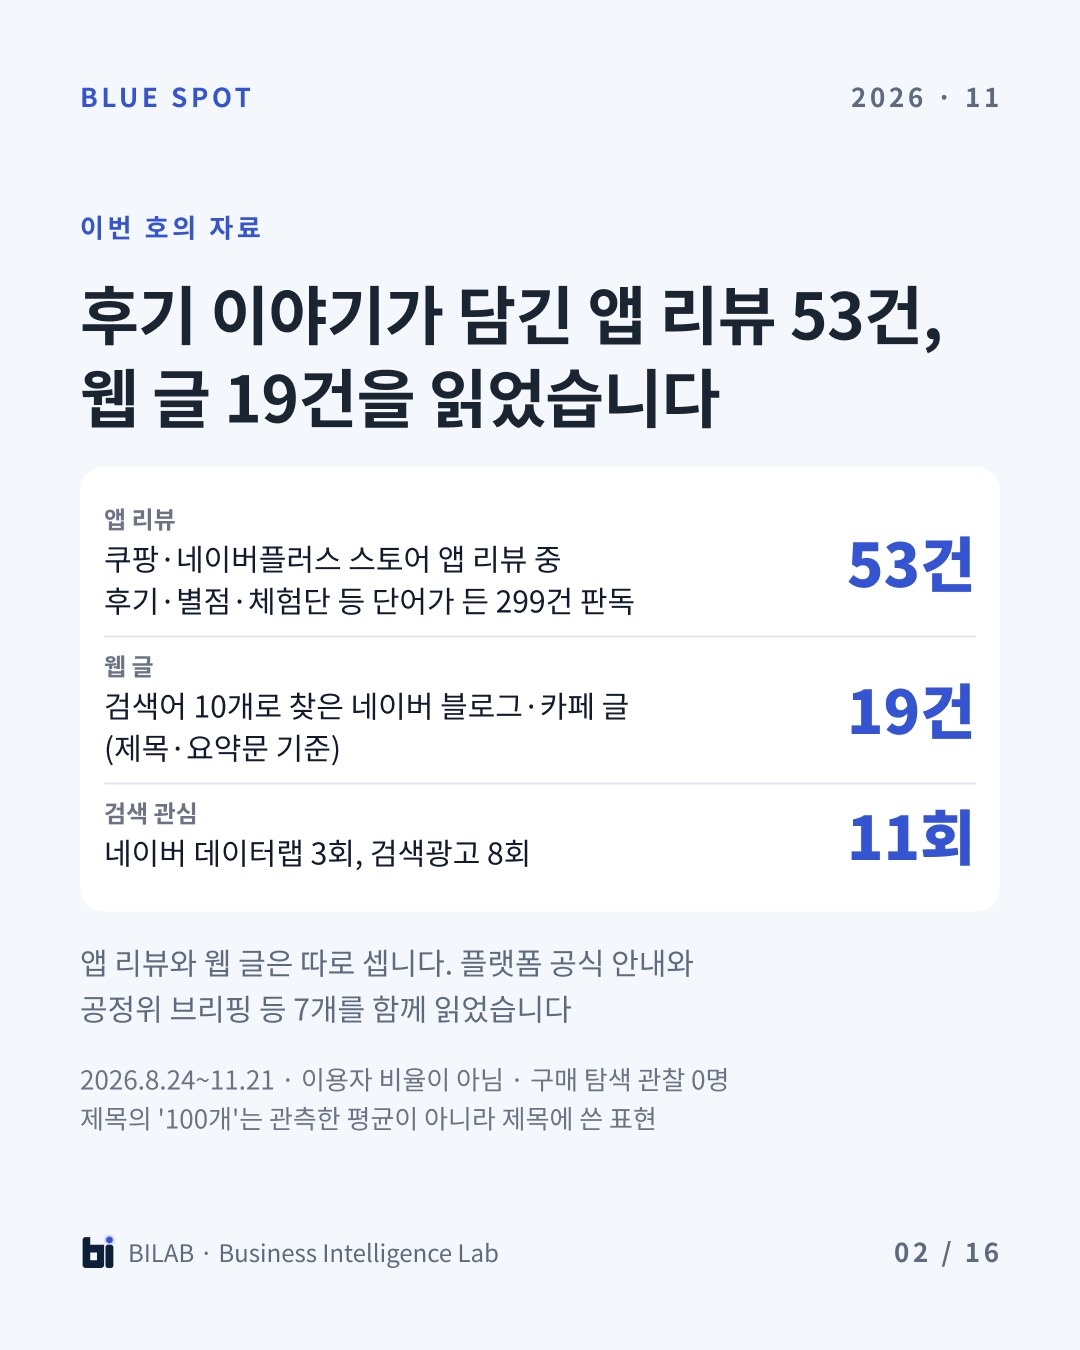 BLUE SPOT
2026 · 11
이번 호의 자료
후기 이야기가 담긴 앱 리뷰 53건,
웹 글 19건을 읽었습니다
앱 리뷰
쿠팡·네이버플러스 스토어 앱 리뷰 중
후기·별점·체험단 등 단어가 든 299건 판독
53건
웹 글
검색어 10개로 찾은 네이버 블로그·카페 글
(제목·요약문 기준)
19건
검색 관심
네이버 데이터랩 3회, 검색광고 8회
11회
앱 리뷰와 웹 글은 따로 셉니다. 플랫폼 공식 안내와
공정위 브리핑 등 7개를 함께 읽었습니다
2026.8.24~11.21 · 이용자 비율이 아님 · 구매 탐색 관찰 0명
제목의 '100개'는 관측한 평균이 아니라 제목에 쓴 표현
bi BILAB · Business Intelligence Lab
02 / 16